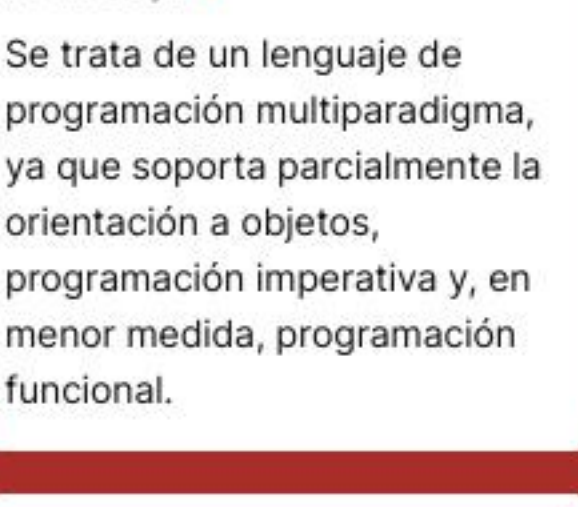 Se trata de un lenguaje de
programación multiparadigma,
ya que soporta parcialmente la
orientación a objetos,
programación imperativa y, en
menor medida, programación
funcional.